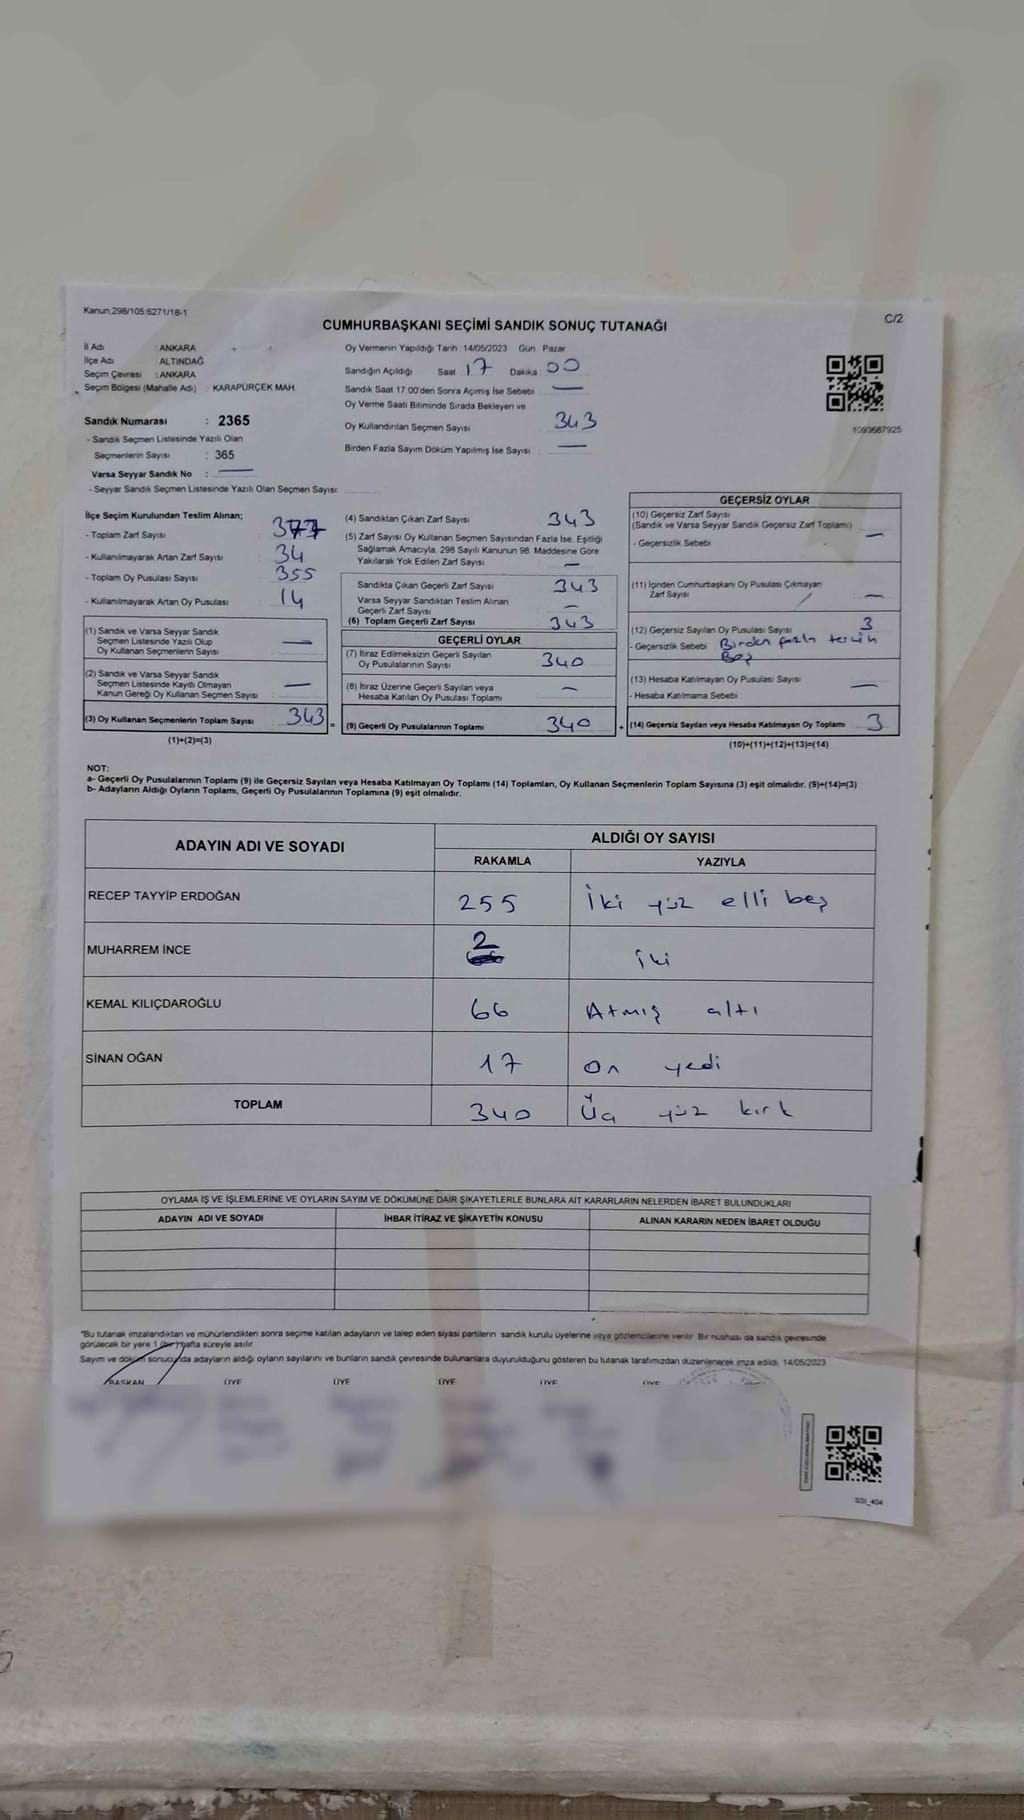 Kanun:298/105 6271/18-1
C/2
CUMHURBAŞKANI SEÇİMİ SANDIK SONUÇ TUTANAĞI
İl Adı : ANKARA
İlçe Adı : ALTINDAĞ
Seçim Çevresi : ANKARA
Seçim Bölgesi (Mahalle Adı) : KARAPÜRÇEK MAH.
Sandık Numarası : 2365
- Sandık Seçmen Listesinde Yazılı Olan
Seçmenlerin Sayısı : 365
Varsa Seyyar Sandık No : —
- Seyyar Sandık Seçmen Listesinde Yazılı Olan Seçmen Sayısı
Oy Vermenin Yapıldığı Tarih :14/05/2023 Gün Pazar
Sandığın Açıldığı Saat 17 Dakika 00
Sandık Saat 17.00'den Sonra Açılmış İse Sebebi —
Oy Verme Saati Bitiminde Sırada Bekleyen ve
Oy Kullandırılan Seçmen Sayısı 343
Birden Fazla Sayım Döküm Yapılmış İse Sayısı : —
1093687925
İlçe Seçim Kurulundan Teslim Alınan;
- Toplam Zarf Sayısı 377
- Kullanılmayarak Artan Zarf Sayısı 34
- Toplam Oy Pusulası Sayısı 355
- Kullanılmayarak Artan Oy Pusulası 14
(1) Sandık ve Varsa Seyyar Sandık
Seçmen Listesinde Yazılı Olup
Oy Kullanan Seçmenlerin Sayısı —
(2) Sandık ve Varsa Seyyar Sandık
Seçmen Listesinde Kayıtlı Olmayan
Kanun Gereği Oy Kullanan Seçmen Sayısı —
(3) Oy Kullanan Seçmenlerin Toplam Sayısı 343 =
(1)+(2)=(3)
(4) Sandıktan Çıkan Zarf Sayısı 343
(5) Zarf Sayısı Oy Kullanan Seçmen Sayısından Fazla İse, Eşitliği
Sağlamak Amacıyla, 298 Sayılı Kanunun 98. Maddesine Göre
Yakılarak Yok Edilen Zarf Sayısı —
Sandıkta Çıkan Geçerli Zarf Sayısı 343
Varsa Seyyar Sandıktan Teslim Alınan
Geçerli Zarf Sayısı —
(6) Toplam Geçerli Zarf Sayısı 343
GEÇERLİ OYLAR
(7) İtiraz Edilmeksizin Geçerli Sayılan
Oy Pusulalarının Sayısı 340
(8) İtiraz Üzerine Geçerli Sayılan veya
Hesaba Katılan Oy Pusulası Toplamı —
(9) Geçerli Oy Pusulalarının Toplamı 340 +
GEÇERSİZ OYLAR
(10) Geçersiz Zarf Sayısı
(Sandık ve Varsa Seyyar Sandık Geçersiz Zarf Toplamı) —
- Geçersizlik Sebebi
(11) İçinden Cumhurbaşkanı Oy Pusulası Çıkmayan
Zarf Sayısı —
(12) Geçersiz Sayılan Oy Pusulası Sayısı 3
- Geçersizlik Sebebi Birden fazla tercih
Boş
(13) Hesaba Katılmayan Oy Pusulası Sayısı —
- Hesaba Katılmama Sebebi
(14) Geçersiz Sayılan veya Hesaba Katılmayan Oy Toplamı 3
(10)+(11)+(12)+(13)=(14)
NOT:
a- Geçerli Oy Pusulalarının Toplamı (9) ile Geçersiz Sayılan veya Hesaba Katılmayan Oy Toplamı (14) Toplamları, Oy Kullanan Seçmenlerin Toplam Sayısına (3) eşit olmalıdır. (9)+(14)=(3)
b- Adayların Aldığı Oyların Toplamı, Geçerli Oy Pusulalarının Toplamına (9) eşit olmalıdır.
ADAYIN ADI VE SOYADI ALDIĞI OY SAYISI
RAKAMLA YAZIYLA
RECEP TAYYİP ERDOĞAN 255 İki yüz elli beş
MUHARREM İNCE 2 iki
KEMAL KILIÇDAROĞLU 66 Atmış altı
SİNAN OĞAN 17 On yedi
TOPLAM 340 Üç yüz kırk
OYLAMA İŞ VE İŞLEMLERİNE VE OYLARIN SAYIM VE DÖKÜMÜNE DAİR ŞİKAYETLERLE BUNLARA AİT KARARLARIN NELERDEN İBARET BULUNDUKLARI
ADAYIN ADI VE SOYADI İHBAR İTİRAZ VE ŞİKAYETİN KONUSU ALINAN KARARIN NEDEN İBARET OLDUĞU
"Bu tutanak imzalandıktan ve mühürlendikten sonra seçime katılan adayların ve talep eden siyasi partilerin sandık kurulu üyelerine veya gözlemcilerine verilir. Bir nüshası da sandık çevresinde
görülecek bir yere 1 (bir) hafta süreyle asılır.
Sayım ve döküm sonucunda adayların aldığı oyların sayılarını ve bunların sandık çevresinde bulunanlara duyurulduğunu gösteren bu tutanak tarafımızdan düzenlenerek imza edildi. 14/05/2023
BAŞKAN ÜYE ÜYE ÜYE ÜYE ÜYE
SSI_404